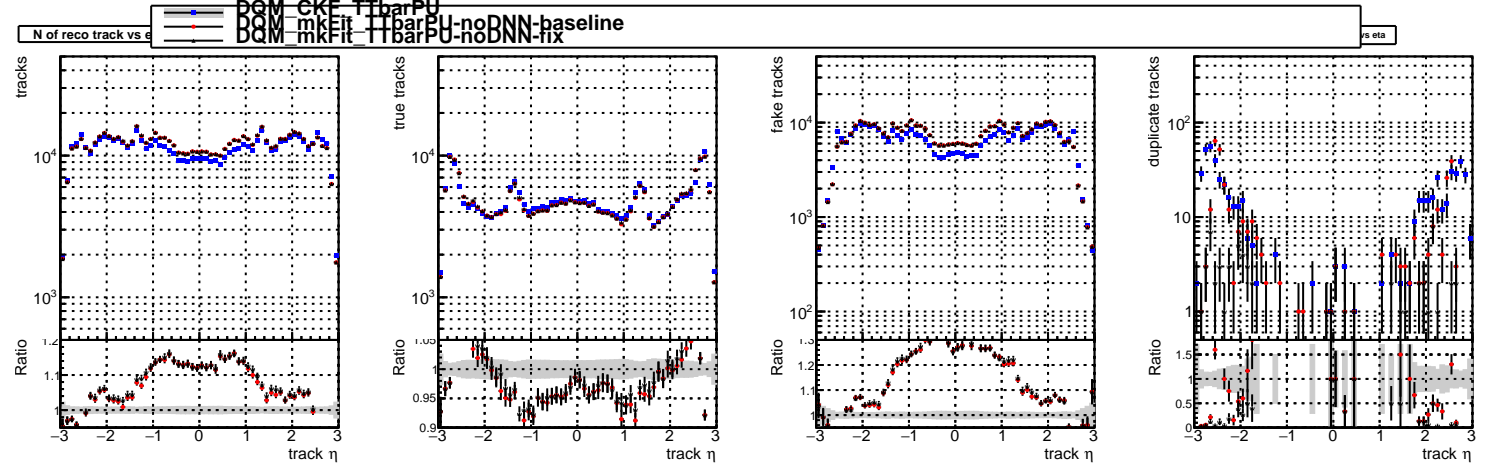 DQM_CKF_TTbarPU
DQM_mkFit_TTbarPU-noDNN-baseline
DQM_mkFit_TTbarPU-noDNN-fix
N of reco track vs e
vs eta
tracks
10⁴
10³
Ratio
1.2
1.1
1
−3 −2 −1 0 1 2 3
track η
true tracks
10⁴
10³
Ratio
1.05
1
0.95
0.9
−3 −2 −1 0 1 2 3
track η
fake tracks
10⁴
10³
10²
Ratio
1.3
1.2
1.1
−3 −2 −1 0 1 2 3
track η
duplicate tracks
10²
10
1
Ratio
1.5
1
0.5
0
−3 −2 −1 0 1 2 3
track η